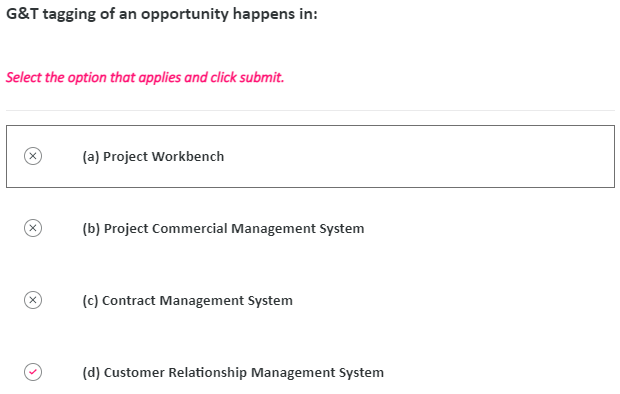 G&T tagging of an opportunity happens in:
Select the option that applies and click submit.
(a) Project Workbench
(b) Project Commercial Management System
(c) Contract Management System
(d) Customer Relationship Management System